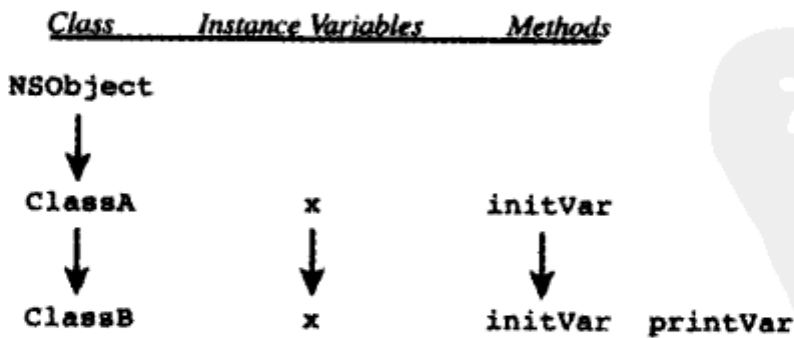 Class Instance Variables Methods
NSObject
ClassA x initVar
ClassB x initVar printVar